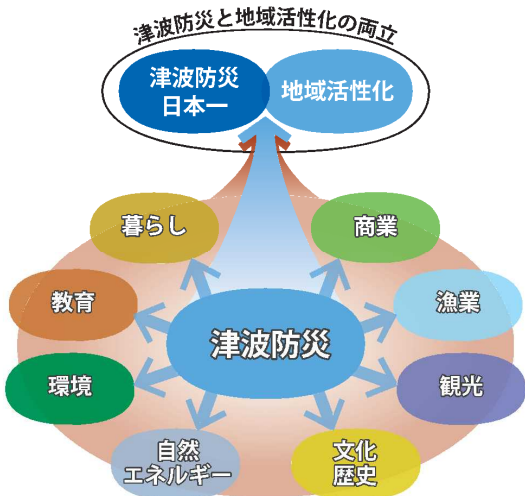 津波防災と地域活性化の両立
津波防災
日本一
地域活性化
暮らし
商業
教育
漁業
津波防災
環境
観光
自然
エネルギー
文化
歴史